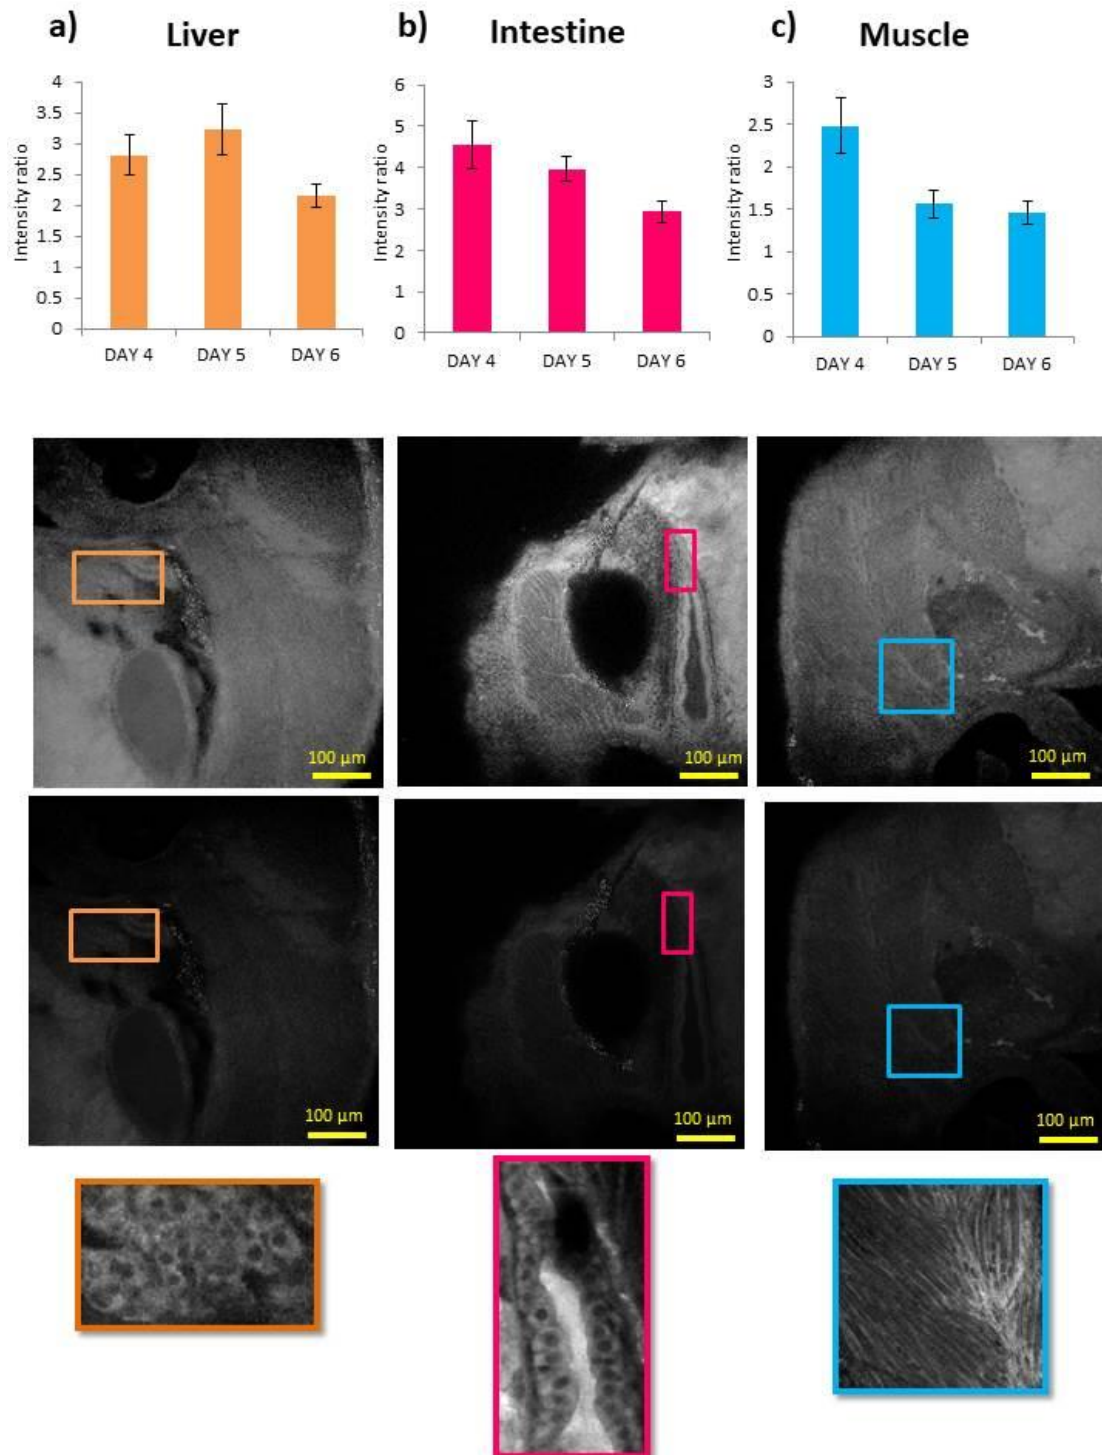 a) Liver
b) Intestine
c) Muscle
Intensity ratio
4
3.5
3
2.5
2
1.5
1
0.5
0
DAY 4 DAY 5 DAY 6
Intensity ratio
6
5
4
3
2
1
0
DAY 4 DAY 5 DAY 6
Intensity ratio
3
2.5
2
1.5
1
0.5
0
DAY 4 DAY 5 DAY 6
100 µm
100 µm
100 µm
100 µm
100 µm
100 µm